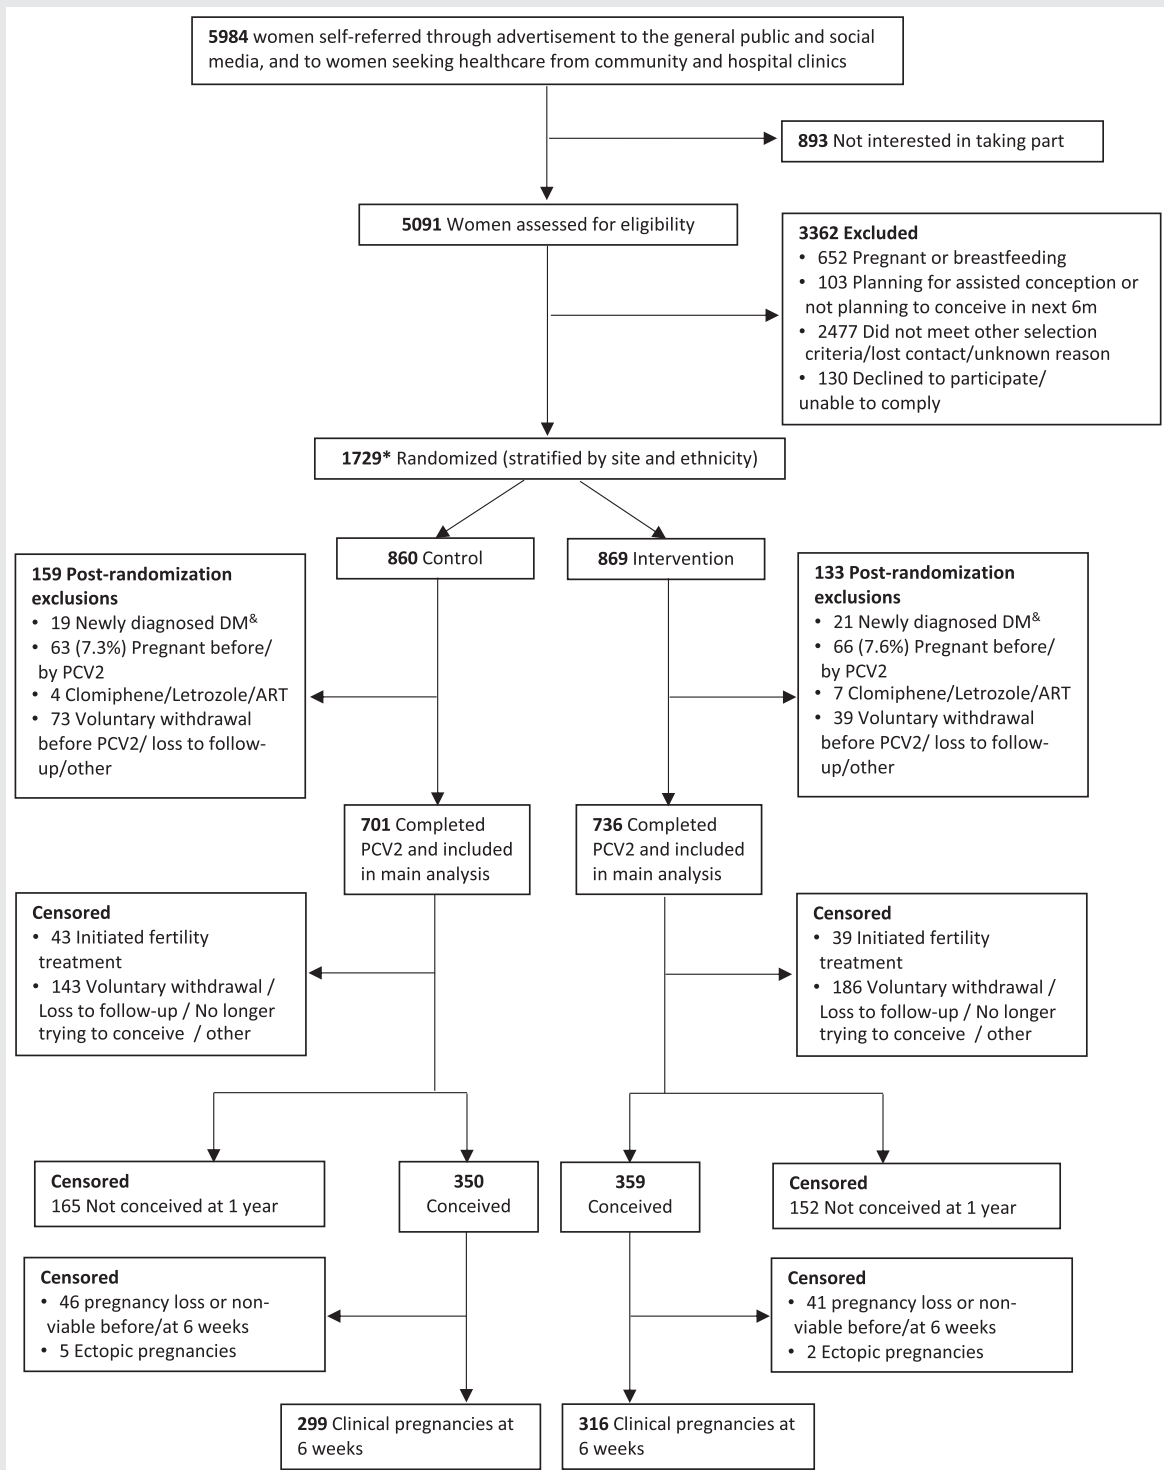 5984 women self-referred through advertisement to the general public and social
media, and to women seeking healthcare from community and hospital clinics
893 Not interested in taking part
5091 Women assessed for eligibility
3362 Excluded
• 652 Pregnant or breastfeeding
• 103 Planning for assisted conception or
not planning to conceive in next 6m
• 2477 Did not meet other selection
criteria/lost contact/unknown reason
• 130 Declined to participate/
unable to comply
1729* Randomized (stratified by site and ethnicity)
860 Control
869 Intervention
159 Post-randomization
exclusions
• 19 Newly diagnosed DM&
• 63 (7.3%) Pregnant before/
by PCV2
• 4 Clomiphene/Letrozole/ART
• 73 Voluntary withdrawal
before PCV2/ loss to follow-
up/other
133 Post-randomization
exclusions
• 21 Newly diagnosed DM&
• 66 (7.6%) Pregnant before/
by PCV2
• 7 Clomiphene/Letrozole/ART
• 39 Voluntary withdrawal
before PCV2/ loss to follow-
up/other
701 Completed
PCV2 and included
in main analysis
736 Completed
PCV2 and included
in main analysis
Censored
• 43 Initiated fertility
treatment
• 143 Voluntary withdrawal /
Loss to follow-up / No longer
trying to conceive / other
Censored
• 39 Initiated fertility
treatment
• 186 Voluntary withdrawal /
Loss to follow-up / No longer
trying to conceive / other
Censored
165 Not conceived at 1 year
350
Conceived
359
Conceived
Censored
152 Not conceived at 1 year
Censored
• 46 pregnancy loss or non-
viable before/at 6 weeks
• 5 Ectopic pregnancies
Censored
• 41 pregnancy loss or non-
viable before/at 6 weeks
• 2 Ectopic pregnancies
299 Clinical pregnancies at
6 weeks
316 Clinical pregnancies at
6 weeks